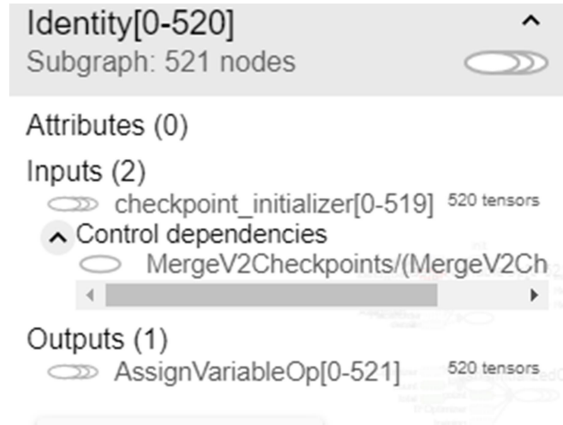 Identity[0-520]
Subgraph: 521 nodes
Attributes (0)
Inputs (2)
checkpoint_initializer[0-519] 520 tensors
Control dependencies
MergeV2Checkpoints/(MergeV2Ch
Outputs (1)
AssignVariableOp[0-521] 520 tensors